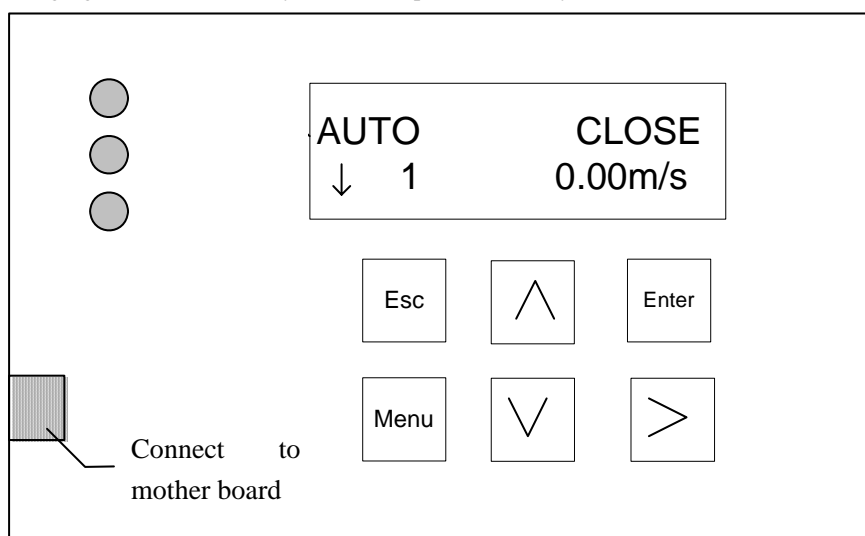 AUTO CLOSE
↓ 1 0.00m/s
Esc
Enter
Menu
Connect to
mother board